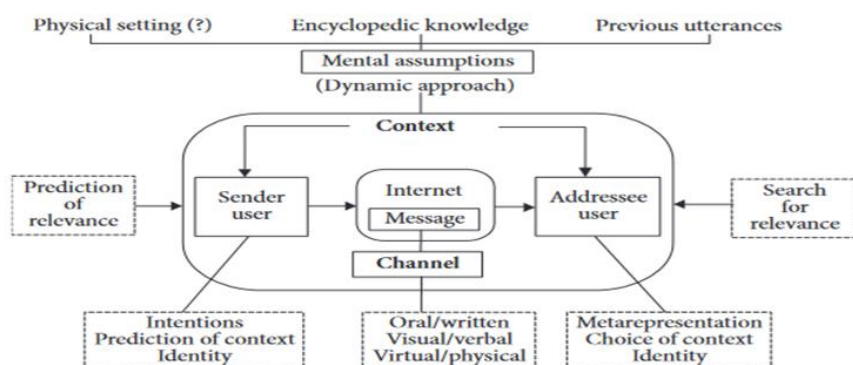 Physical setting (?)
Encyclopedic knowledge
Previous utterances
Mental assumptions
(Dynamic approach)
Context
Prediction
of
relevance
Sender
user
Internet
Message
Addressee
user
Search
for
relevance
Channel
Intentions
Prediction of context
Identity
Oral/written
Visual/verbal
Virtual/physical
Metarepresentation
Choice of context
Identity